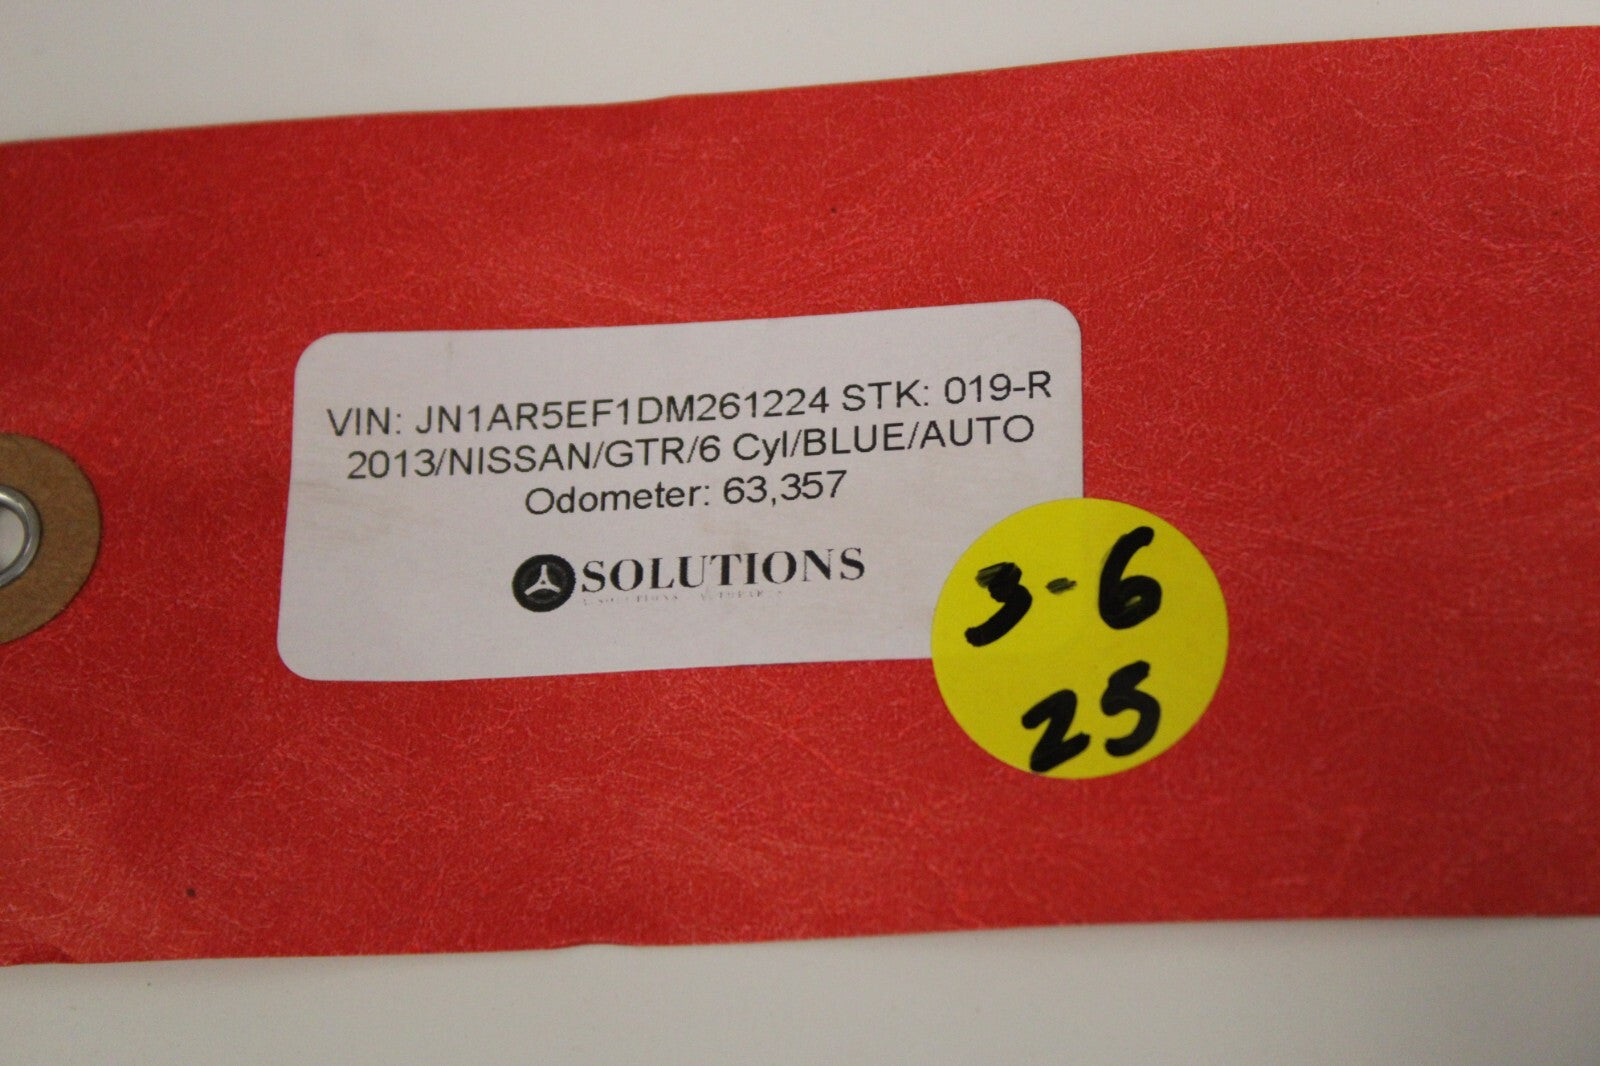 VIN: JN1AR5EF1DM261224 STK: 019-R
2013/NISSAN/GTR/6 Cyl/BLUE/AUTO
Odometer: 63,357
SOLUTIONS
3-6
25